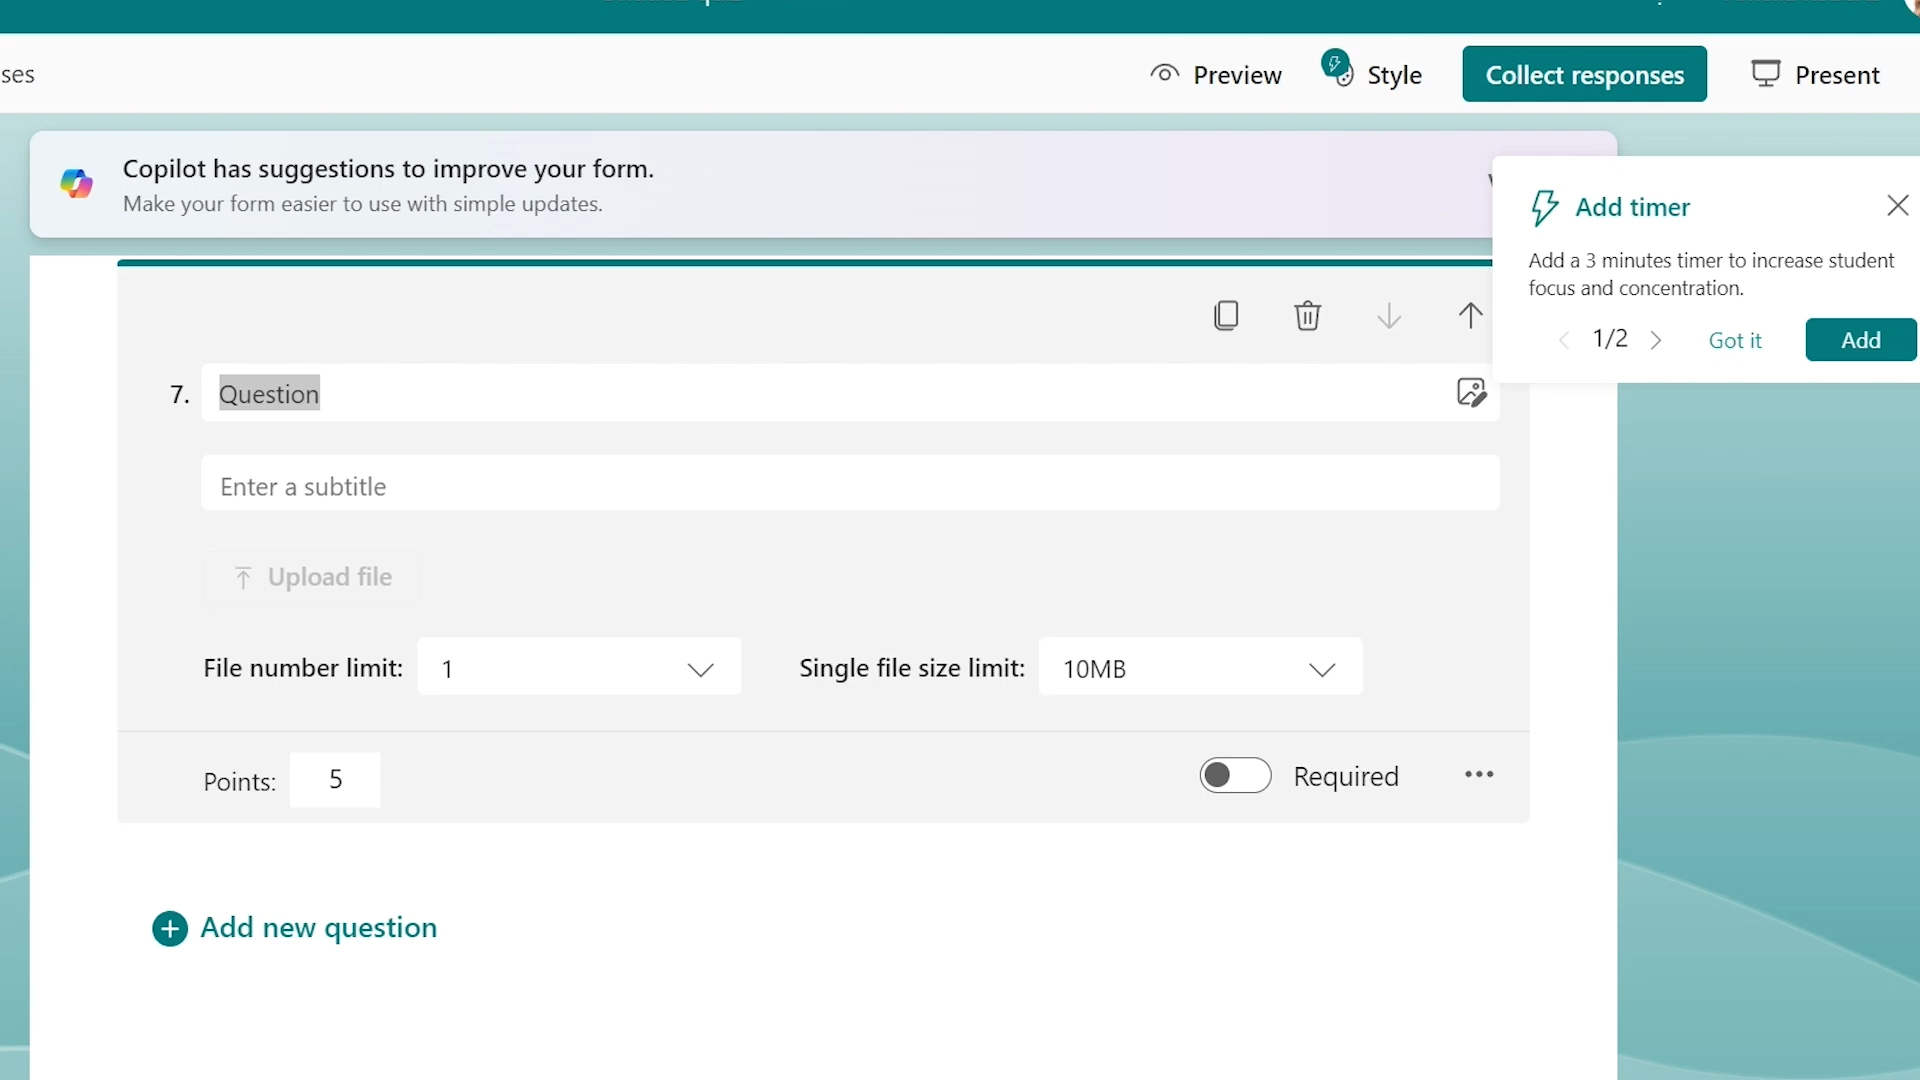 ses
Preview
Style
Collect responses
Present
Copilot has suggestions to improve your form.
Make your form easier to use with simple updates.
Add timer
Add a 3 minutes timer to increase student
focus and concentration.
1/2
Got it
Add
7.
Question
Enter a subtitle
Upload file
File number limit:
1
Single file size limit:
10MB
Points:
5
Required
Add new question